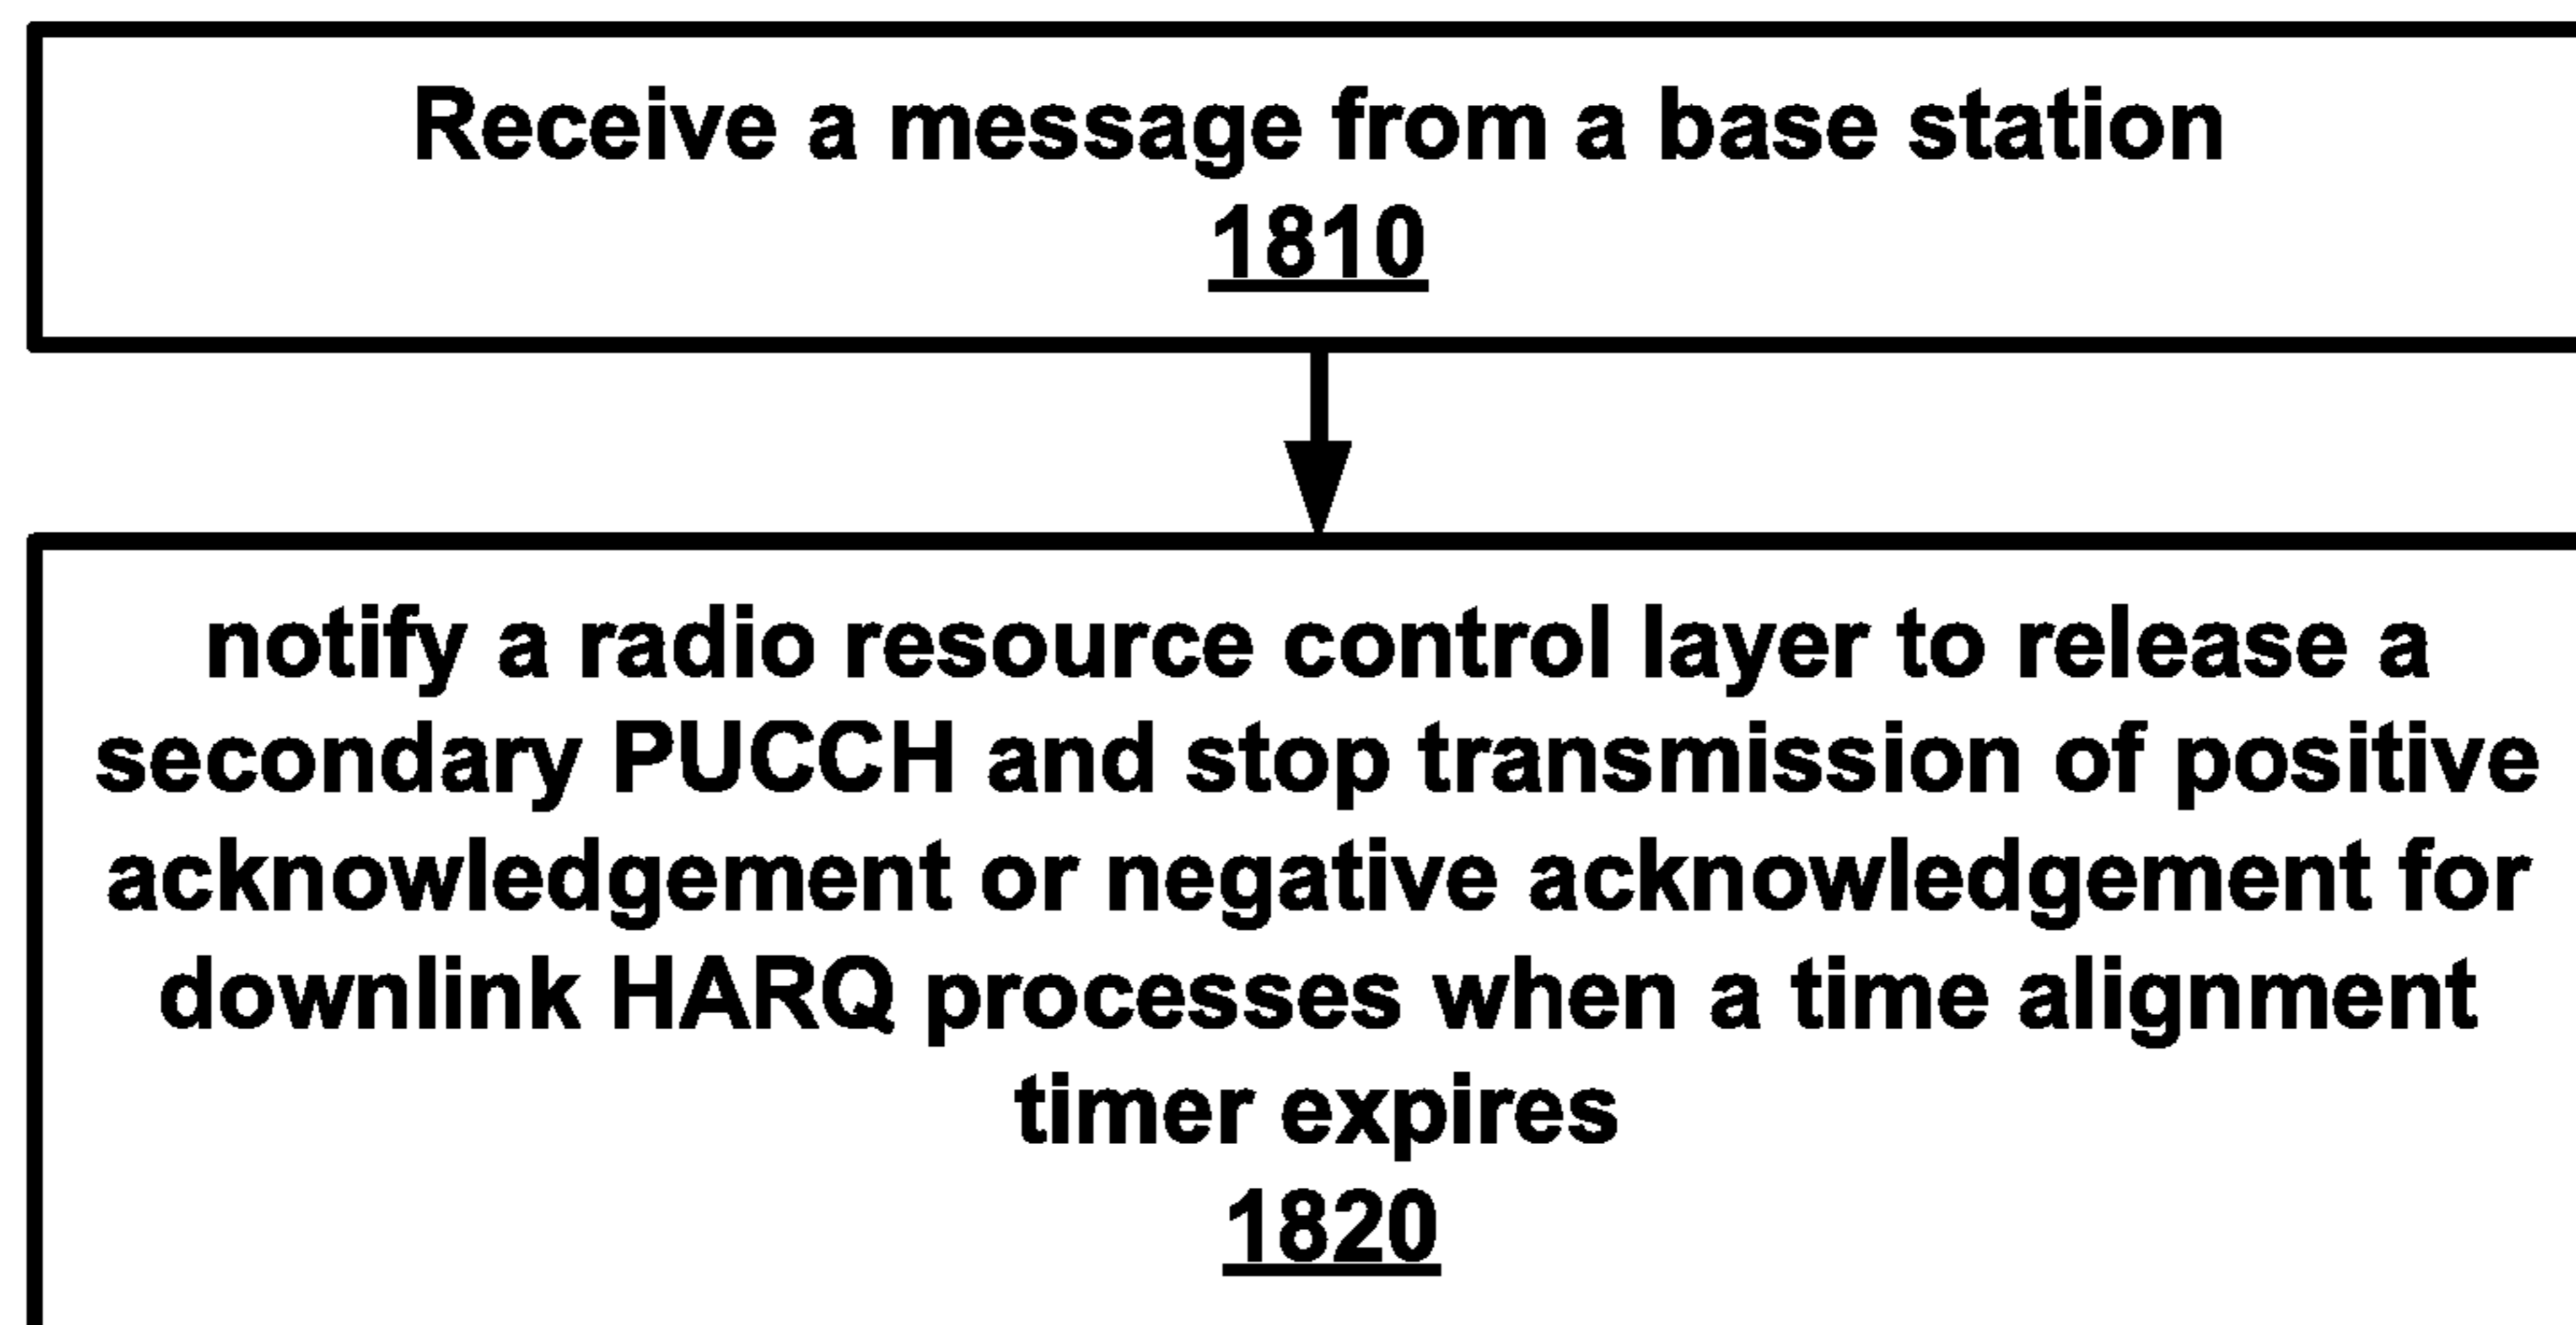 Receive a message from a base station
1810
notify a radio resource control layer to release a
secondary PUCCH and stop transmission of positive
acknowledgement or negative acknowledgement for
downlink HARQ processes when a time alignment
timer expires
1820